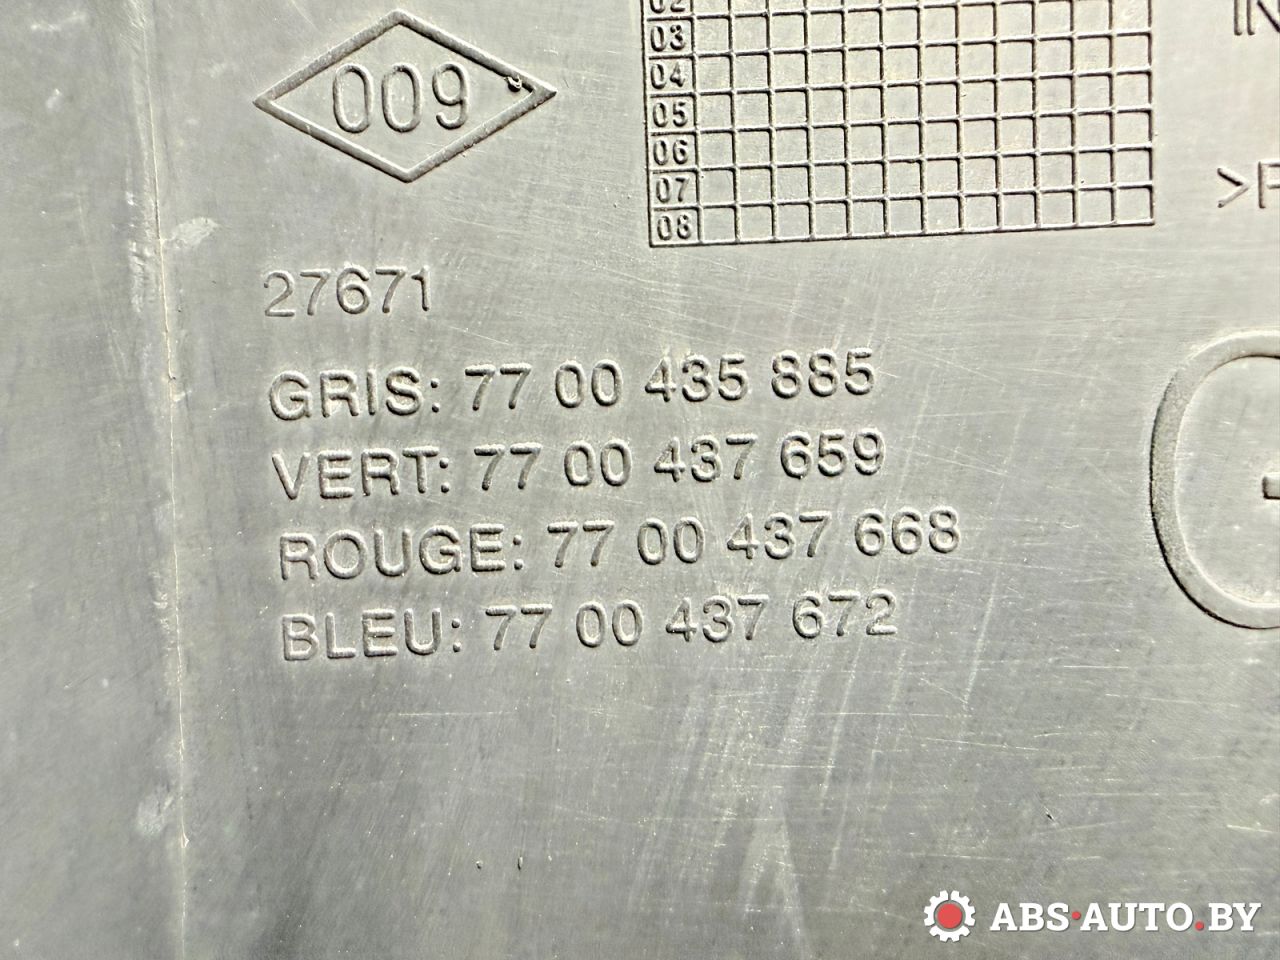 009
02
03
04
05
06
07
08
27671
GRIS: 77 00 435 885
VERT: 77 00 437 659
ROUGE: 77 00 437 668
BLEU: 77 00 437 672
ABS·AUTO.BY